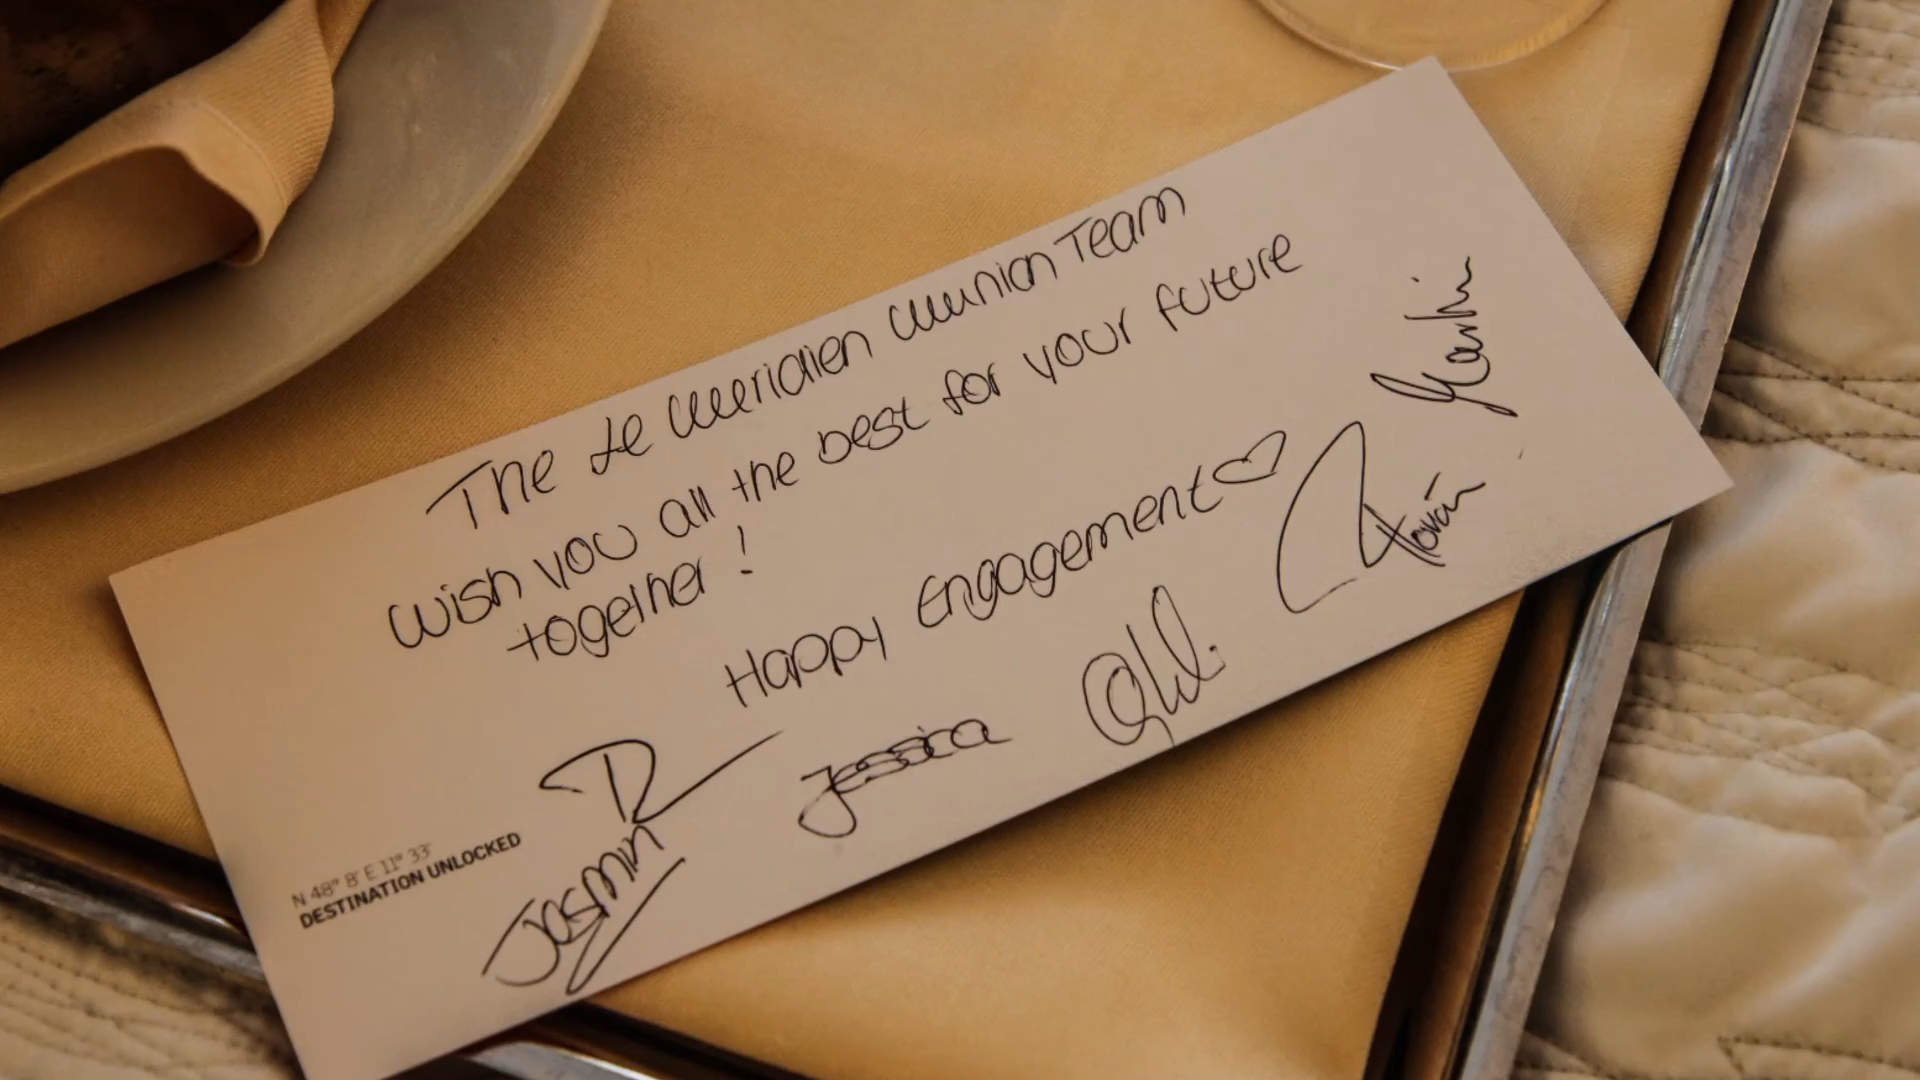 The Le Meridien Munich Team
wish you all the best for your future
together!
Happy Engagement♡
Jessica
Jasmin
N 48° 8' E 11° 33'
DESTINATION UNLOCKED